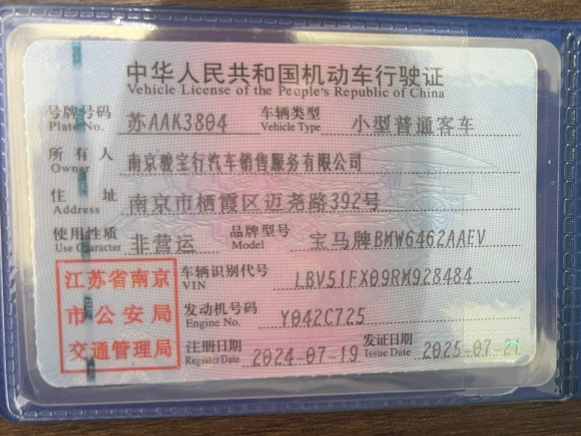 中华人民共和国机动车行驶证
Vehicle License of the People's Republic of China
号牌号码 苏AAK3804 车辆类型 小型普通客车
Plate No. Vehicle Type
所有人 南京骏宝行汽车销售服务有限公司
Owner
住址 南京市栖霞区迈尧路392号
Address
使用性质 非营运 品牌型号 宝马牌BMW6462AAEV
Use Character Model
江苏省南京
市公安局
交通管理局
车辆识别代号 LBV51FX09RM928484
VIN
发动机号码 Y042C725
Engine No.
注册日期 2024-07-19 发证日期 2025-07-21
Register Date Issue Date